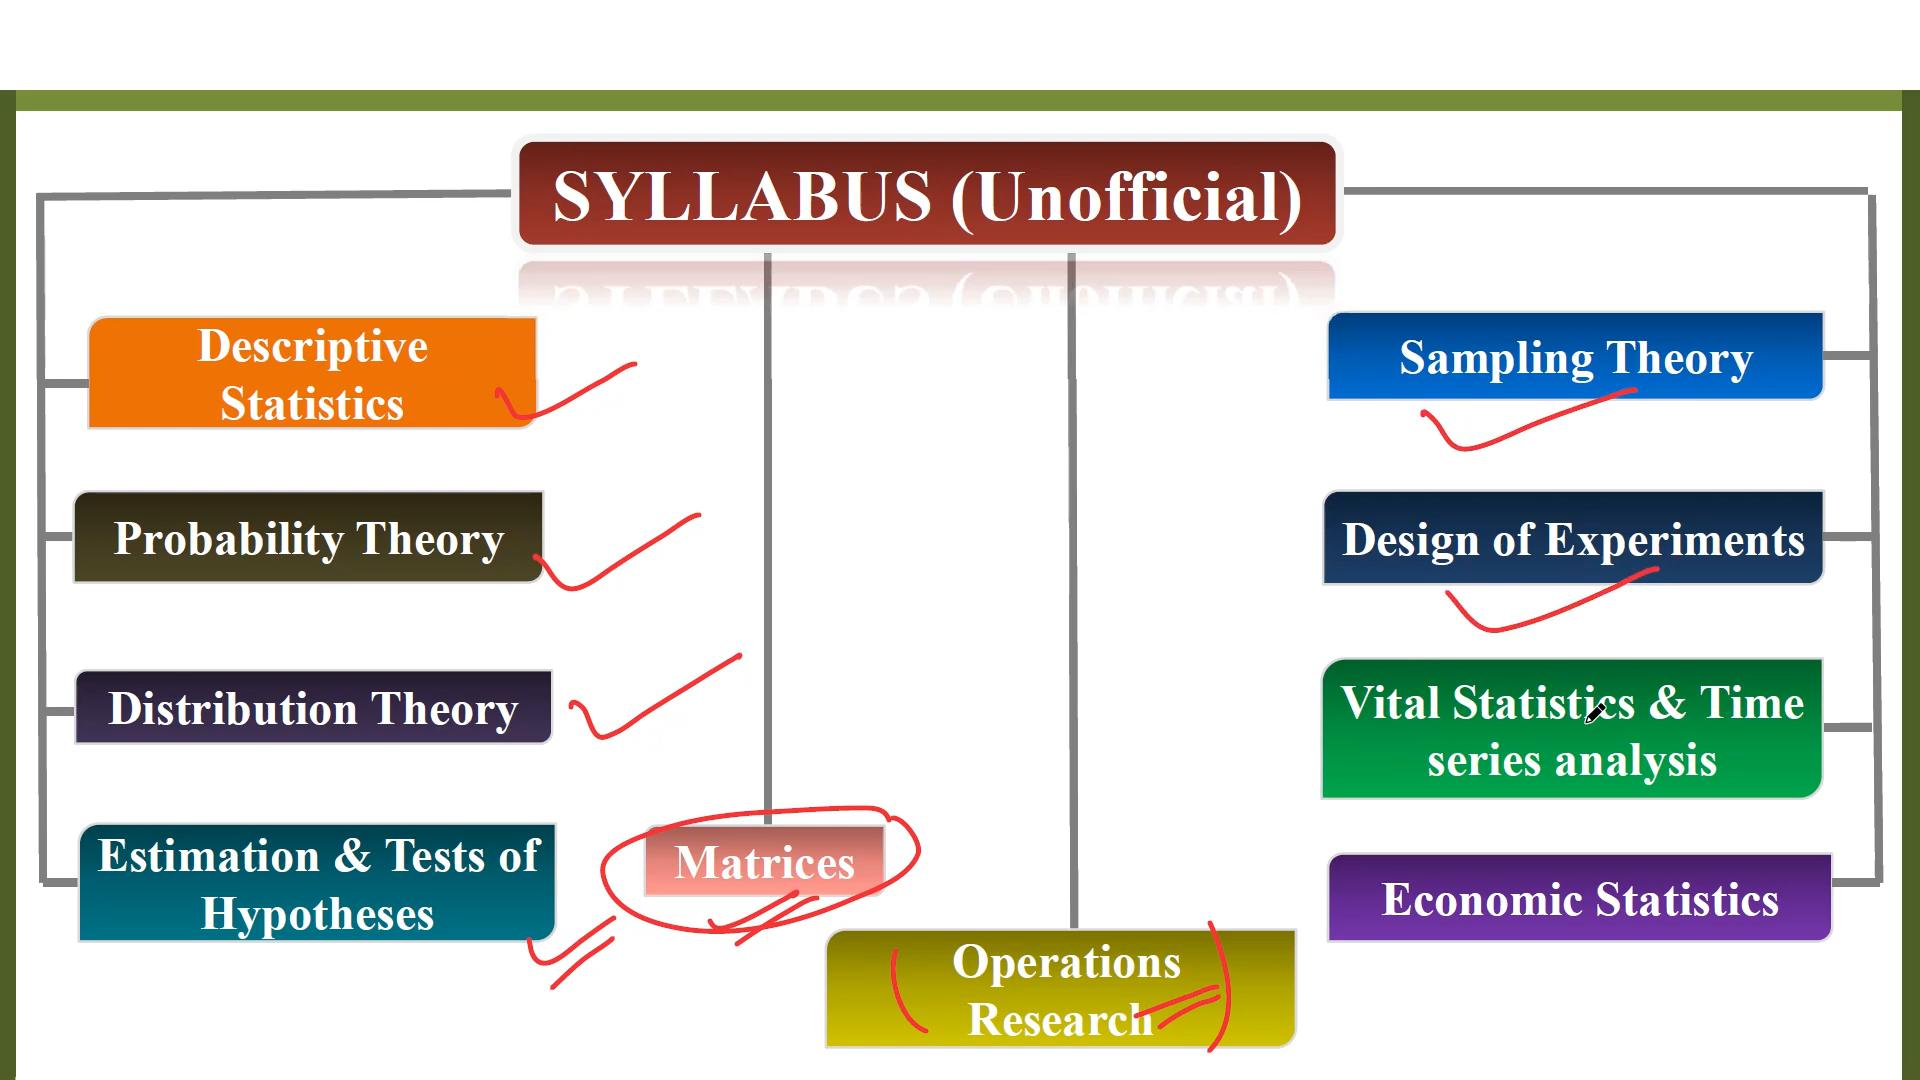 SYLLABUS (Unofficial)
Descriptive
Statistics
Probability Theory
Distribution Theory
Estimation & Tests of
Hypotheses
Matrices
Operations
Research
Sampling Theory
Design of Experiments
Vital Statistics & Time
series analysis
Economic Statistics